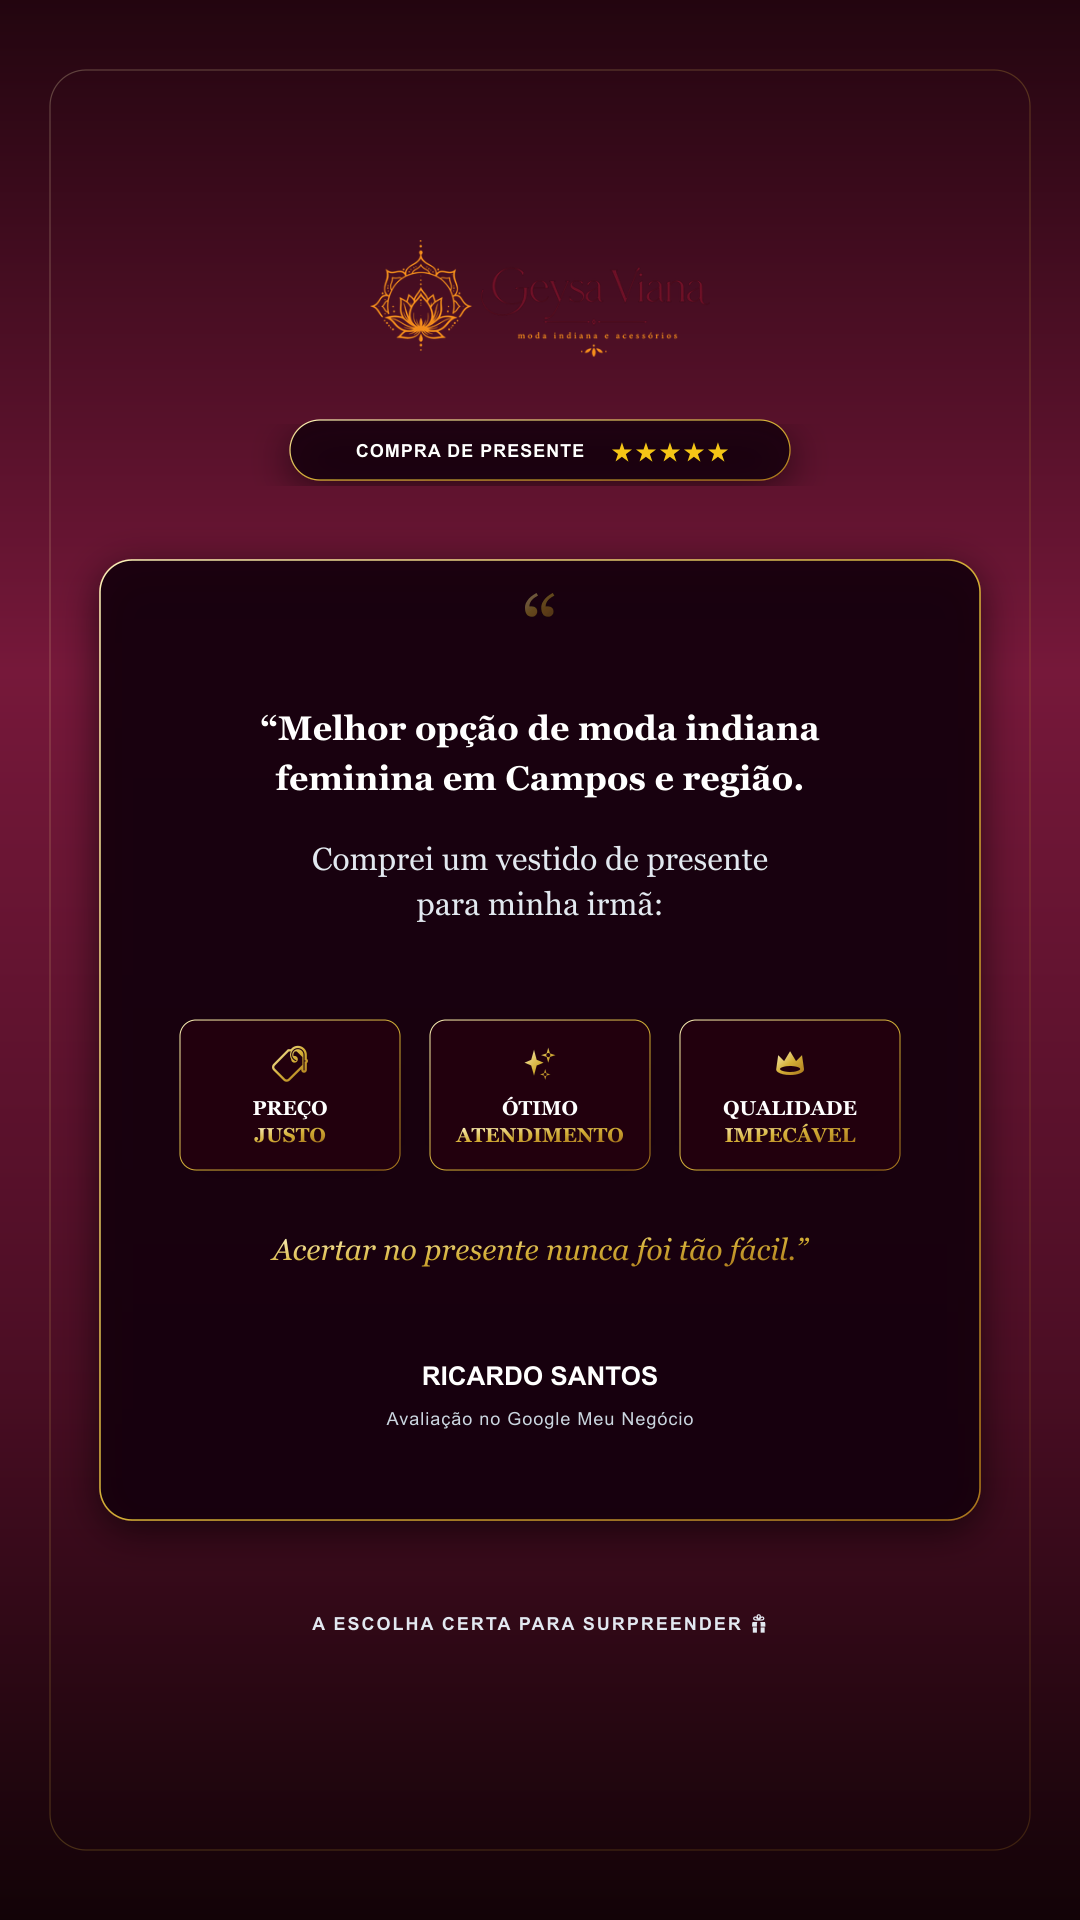 Geysa Viana
moda indiana e acessórios
COMPRA DE PRESENTE ★★★★★
“
“Melhor opção de moda indiana
feminina em Campos e região.
Comprei um vestido de presente
para minha irmã:
PREÇO
JUSTO
ÓTIMO
ATENDIMENTO
QUALIDADE
IMPECÁVEL
Acertar no presente nunca foi tão fácil.”
RICARDO SANTOS
Avaliação no Google Meu Negócio
A ESCOLHA CERTA PARA SURPREENDER 🎁